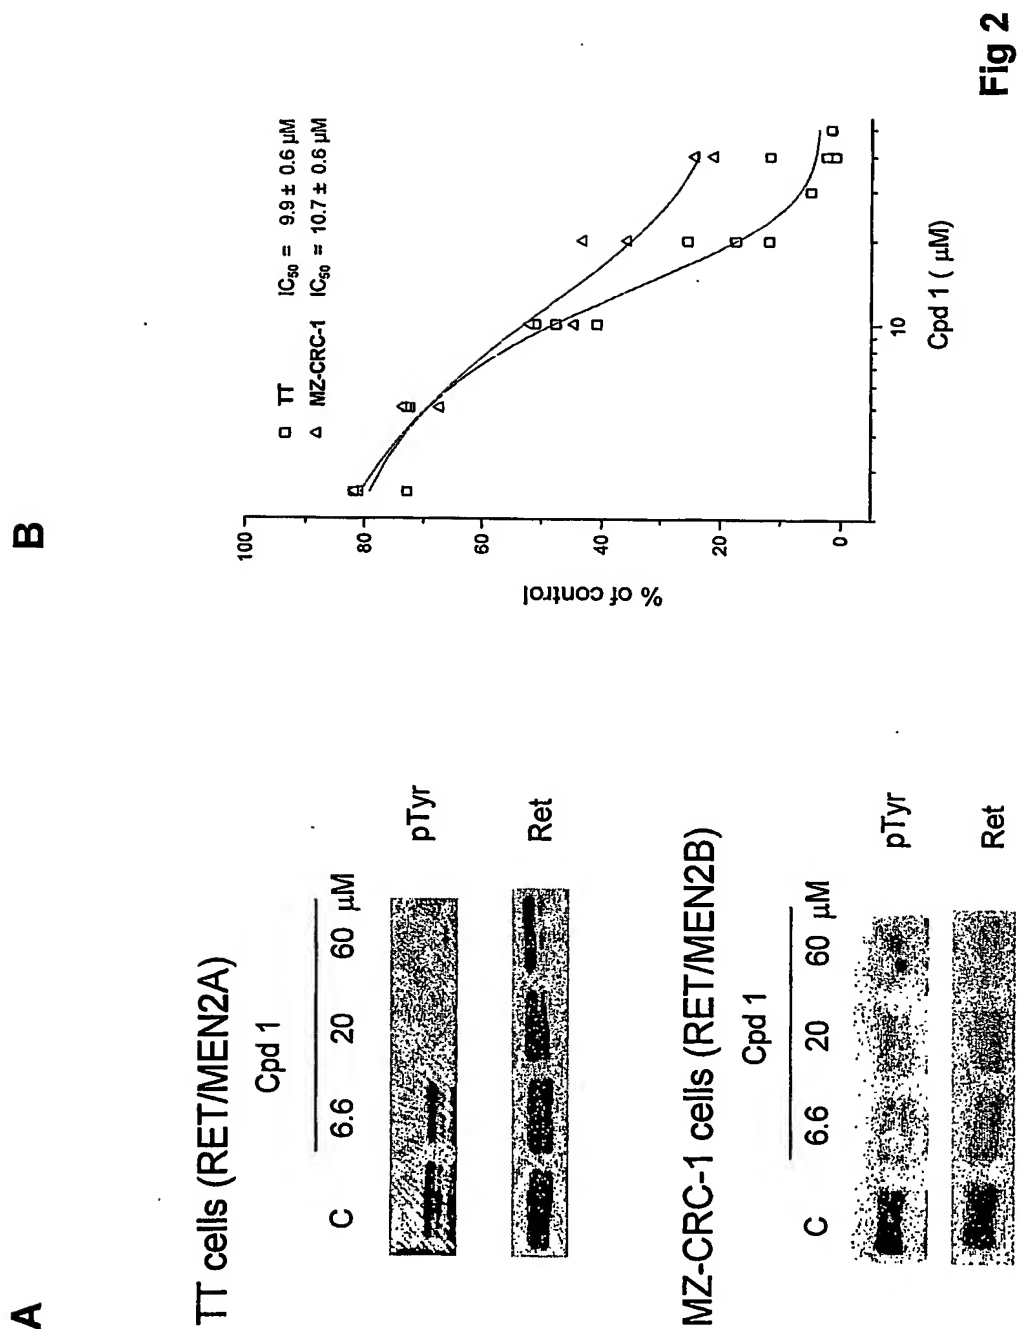 A
TT cells (RET/MEN2A)
Cpd 1
C 6.6 20 60 μM
pTyr
Ret
MZ-CRC-1 cells (RET/MEN2B)
Cpd 1
C 6.6 20 60 μM
pTyr
Ret
B
TT IC50 = 9.9 ± 0.6 μM
MZ-CRC-1 IC50 = 10.7 ± 0.6 μM
100
80
60
40
20
0
% of control
10
Cpd 1 ( μM)
Fig 2